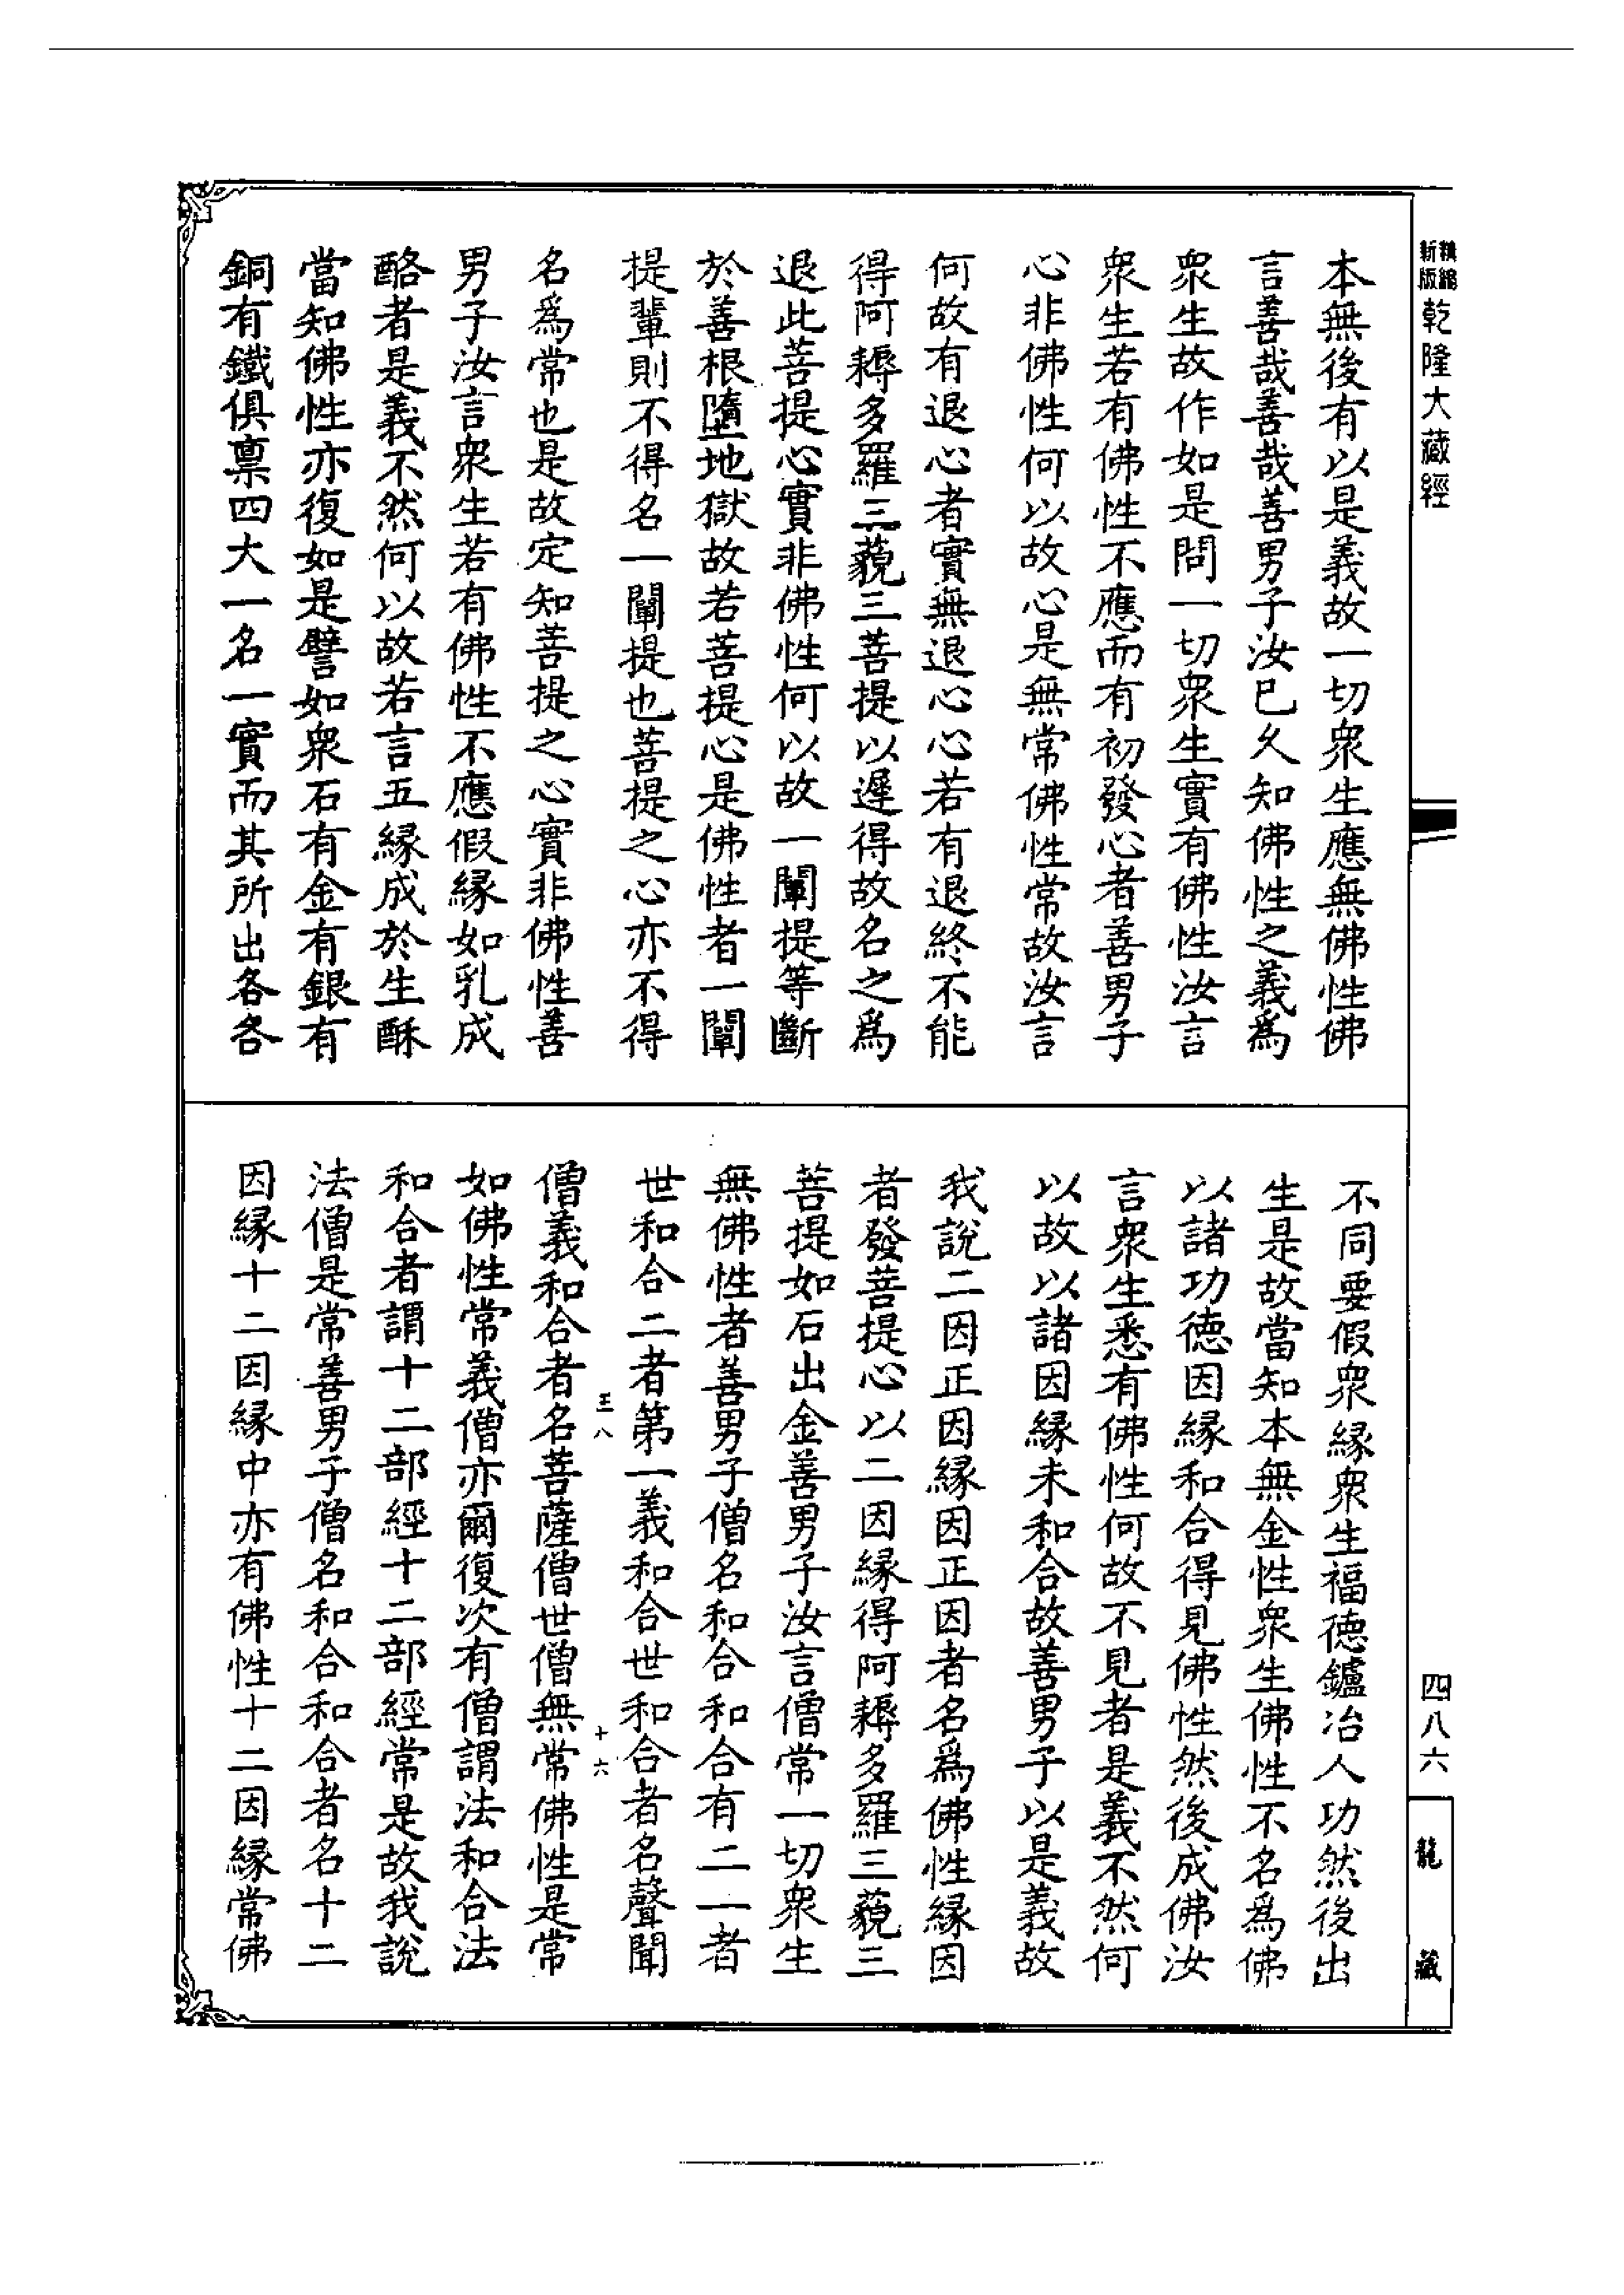 精縮新版乾隆大藏經
本無後有以是義故一切衆生應無佛性佛
言善哉善哉善男子汝已久知佛性之義爲
衆生故作如是問一切衆生實有佛性汝言
衆生若有佛性不應而有初發心者善男子
心非佛性何以故心是無常佛性常故汝言
何故有退心者實無退心心若有退終不能
得阿耨多羅三藐三菩提以遲得故名之爲
退此菩提心實非佛性何以故一闡提等斷
於善根墮地獄故若菩提心是佛性者一闡
提輩則不得名一闡提也菩提之心亦不得
名爲常也是故定知菩提之心實非佛性善
男子汝言衆生若有佛性不應假緣如乳成
酪者是義不然何以故若言五緣成於生酥
當知佛性亦復如是譬如衆石有金有銀有
銅有鐵俱稟四大一名一實而其所出各各
不同要假衆緣衆生福德鑪冶人功然後出
生是故當知本無金性衆生佛性不名爲佛
以諸功德因緣和合得見佛性然後成佛汝
言衆生悉有佛性何故不見者是義不然何
以故以諸因緣未和合故善男子以是義故
我說二因正因緣因正因者名爲佛性緣因
者發菩提心以二因緣得阿耨多羅三藐三
菩提如石出金善男子汝言僧常一切衆生
無佛性者善男子僧名和合和合有二一者
世和合二者第一義和合世和合者名聲聞
僧義和合者名菩薩僧世僧無常佛性是常
如佛性常義僧亦爾復次有僧謂法和合法
和合者謂十二部經十二部經常是故我說
法僧是常善男子僧名和合和合者名十二
因緣十二因緣中亦有佛性十二因緣常佛
王八
十六
四八六
龍藏